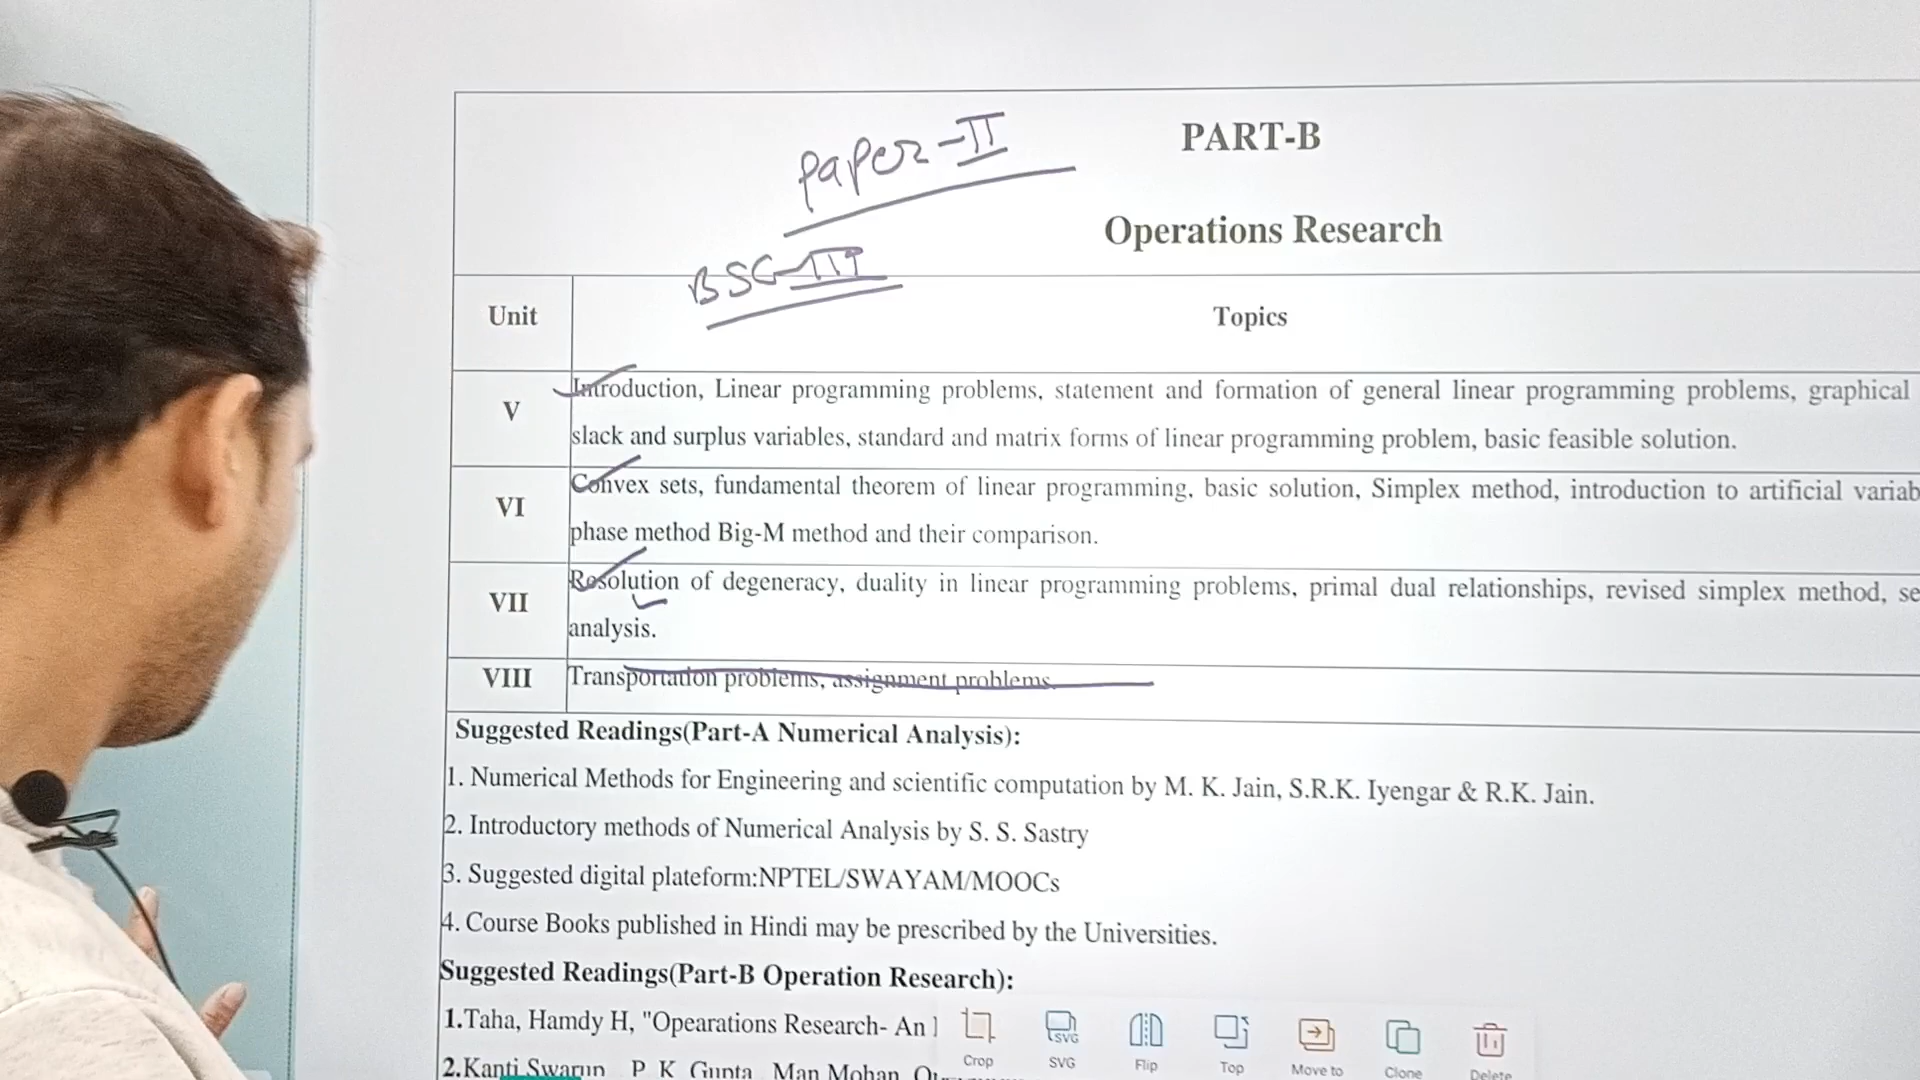 PART-B
Paper-II
Operations Research
BSC-III
Unit
Topics
V
Introduction, Linear programming problems, statement and formation of general linear programming problems, graphical
slack and surplus variables, standard and matrix forms of linear programming problem, basic feasible solution.
VI
Convex sets, fundamental theorem of linear programming, basic solution, Simplex method, introduction to artificial variab
phase method Big-M method and their comparison.
VII
Resolution of degeneracy, duality in linear programming problems, primal dual relationships, revised simplex method, se
analysis.
VIII
Transportation problems, assignment problems.
Suggested Readings(Part-A Numerical Analysis):
1. Numerical Methods for Engineering and scientific computation by M. K. Jain, S.R.K. Iyengar & R.K. Jain.
2. Introductory methods of Numerical Analysis by S. S. Sastry
3. Suggested digital plateform:NPTEL/SWAYAM/MOOCs
4. Course Books published in Hindi may be prescribed by the Universities.
Suggested Readings(Part-B Operation Research):
1.Taha, Hamdy H, "Opearations Research- An
2.Kanti Swarup, P. K. Gupta, Man Mohan,
Crop
SVG
Flip
Top
Move to
Clone
Delete